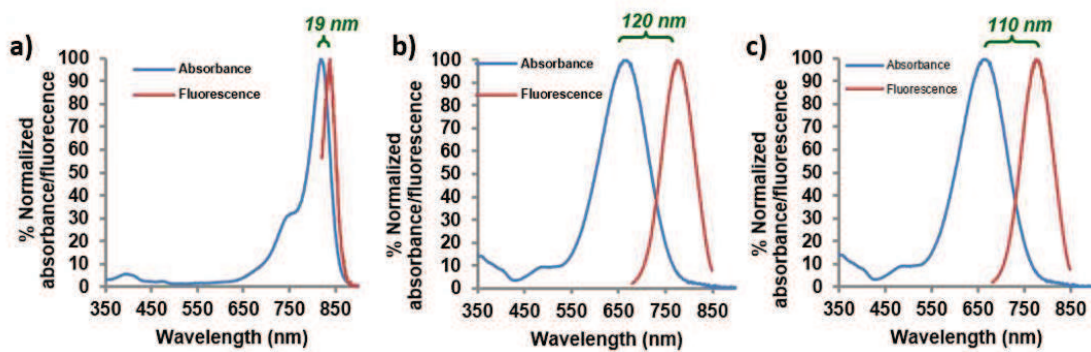 a)
19 nm
Absorbance
Fluorescence
% Normalized
absorbance/fluorecence
100
90
80
70
60
50
40
30
20
10
0
350 450 550 650 750 850
Wavelength (nm)
b)
120 nm
Absorbance
Fluorescence
% Normalized
absorbance/fluorescence
100
90
80
70
60
50
40
30
20
10
0
350 450 550 650 750 850
Wavelength (nm)
c)
110 nm
Absorbance
Fluorescence
% Normalized
absorbance/fluorescence
100
90
80
70
60
50
40
30
20
10
0
350 450 550 650 750 850
Wavelength (nm)